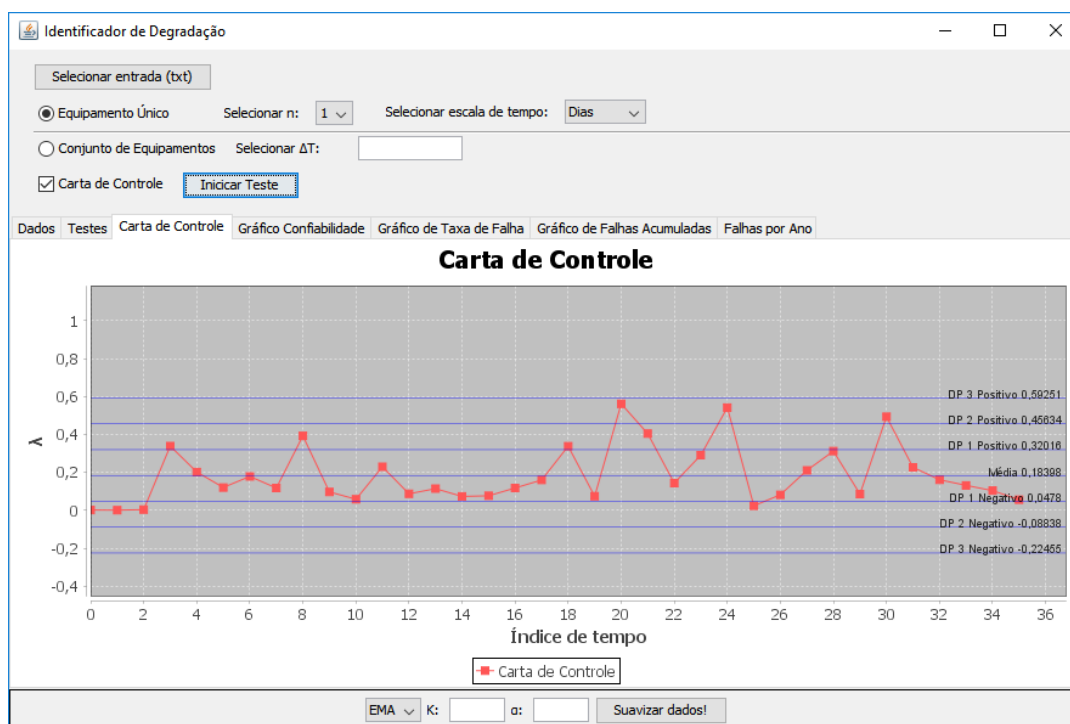 Identificador de Degradação
Selecionar entrada (txt)
Equipamento Único Selecionar n: 1 Selecionar escala de tempo: Dias
Conjunto de Equipamentos Selecionar ΔT:
Carta de Controle Inicicar Teste
Dados Testes Carta de Controle Gráfico Confiabilidade Gráfico de Taxa de Falha Gráfico de Falhas Acumuladas Falhas por Ano
Carta de Controle
1
0,8
0,6
0,4
0,2
0
-0,2
-0,4
λ
DP 3 Positivo 0,59251
DP 2 Positivo 0,45634
DP 1 Positivo 0,32016
Média 0,18398
DP 1 Negativo 0,0478
DP 2 Negativo -0,08838
DP 3 Negativo -0,22455
0 2 4 6 8 10 12 14 16 18 20 22 24 26 28 30 32 34 36
Índice de tempo
Carta de Controle
EMA K: α: Suavizar dados!